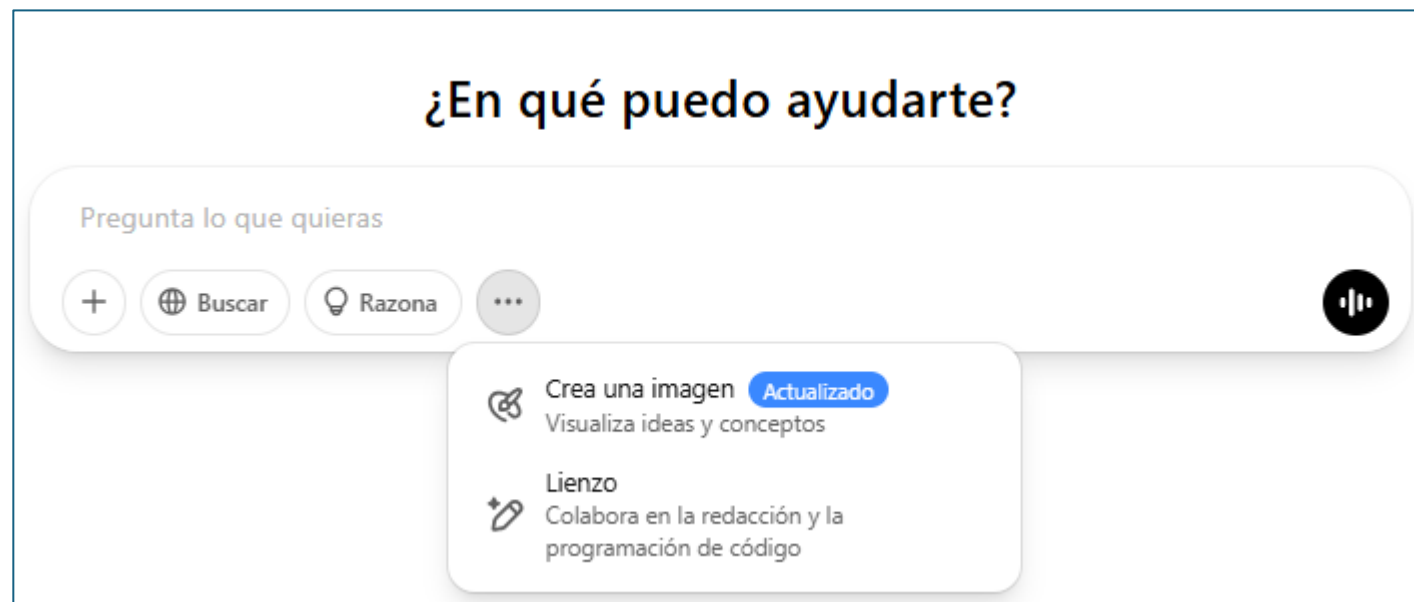 ¿En qué puedo ayudarte?
Pregunta lo que quieras
Buscar
Razona
Crea una imagen Actualizado
Visualiza ideas y conceptos
Lienzo
Colabora en la redacción y la
programación de código